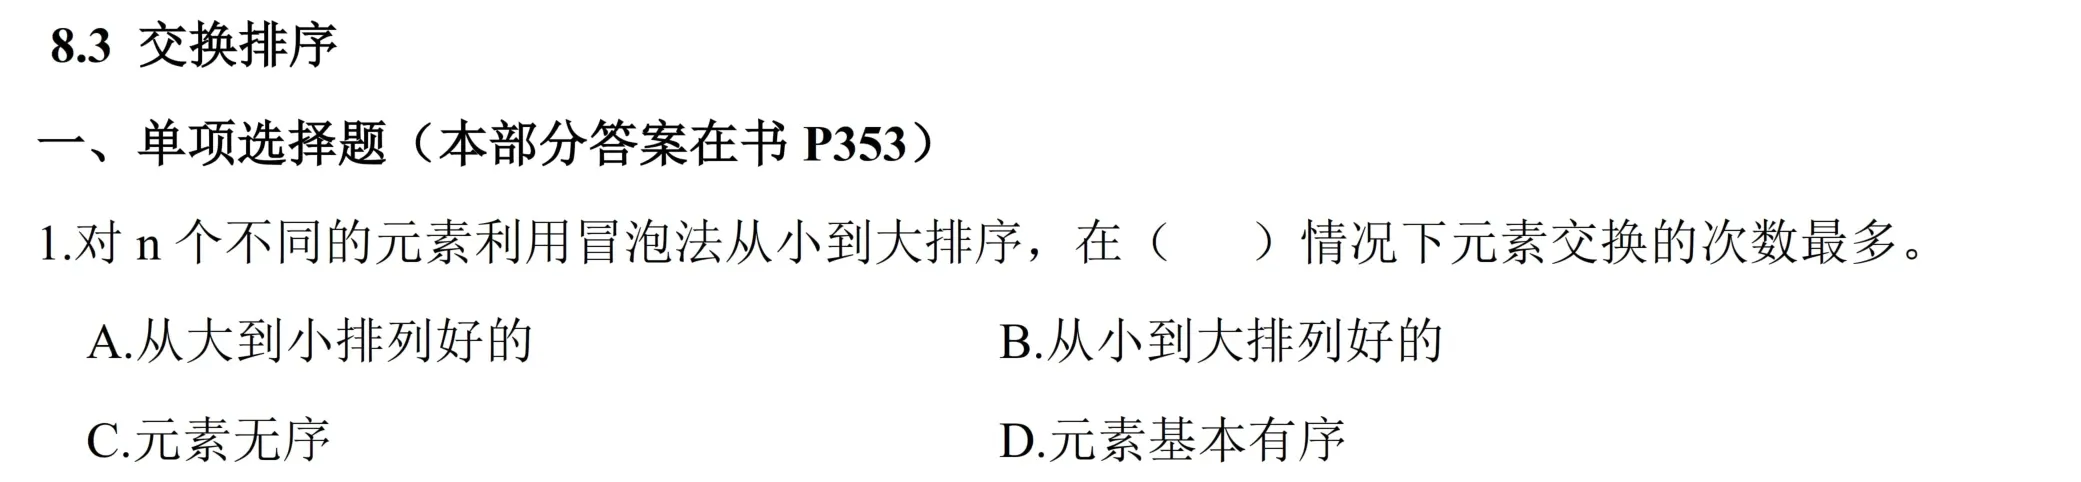 8.3 交换排序
一、单项选择题（本部分答案在书 P353）
1.对 n 个不同的元素利用冒泡法从小到大排序，在（ ）情况下元素交换的次数最多。
A.从大到小排列好的 B.从小到大排列好的
C.元素无序 D.元素基本有序